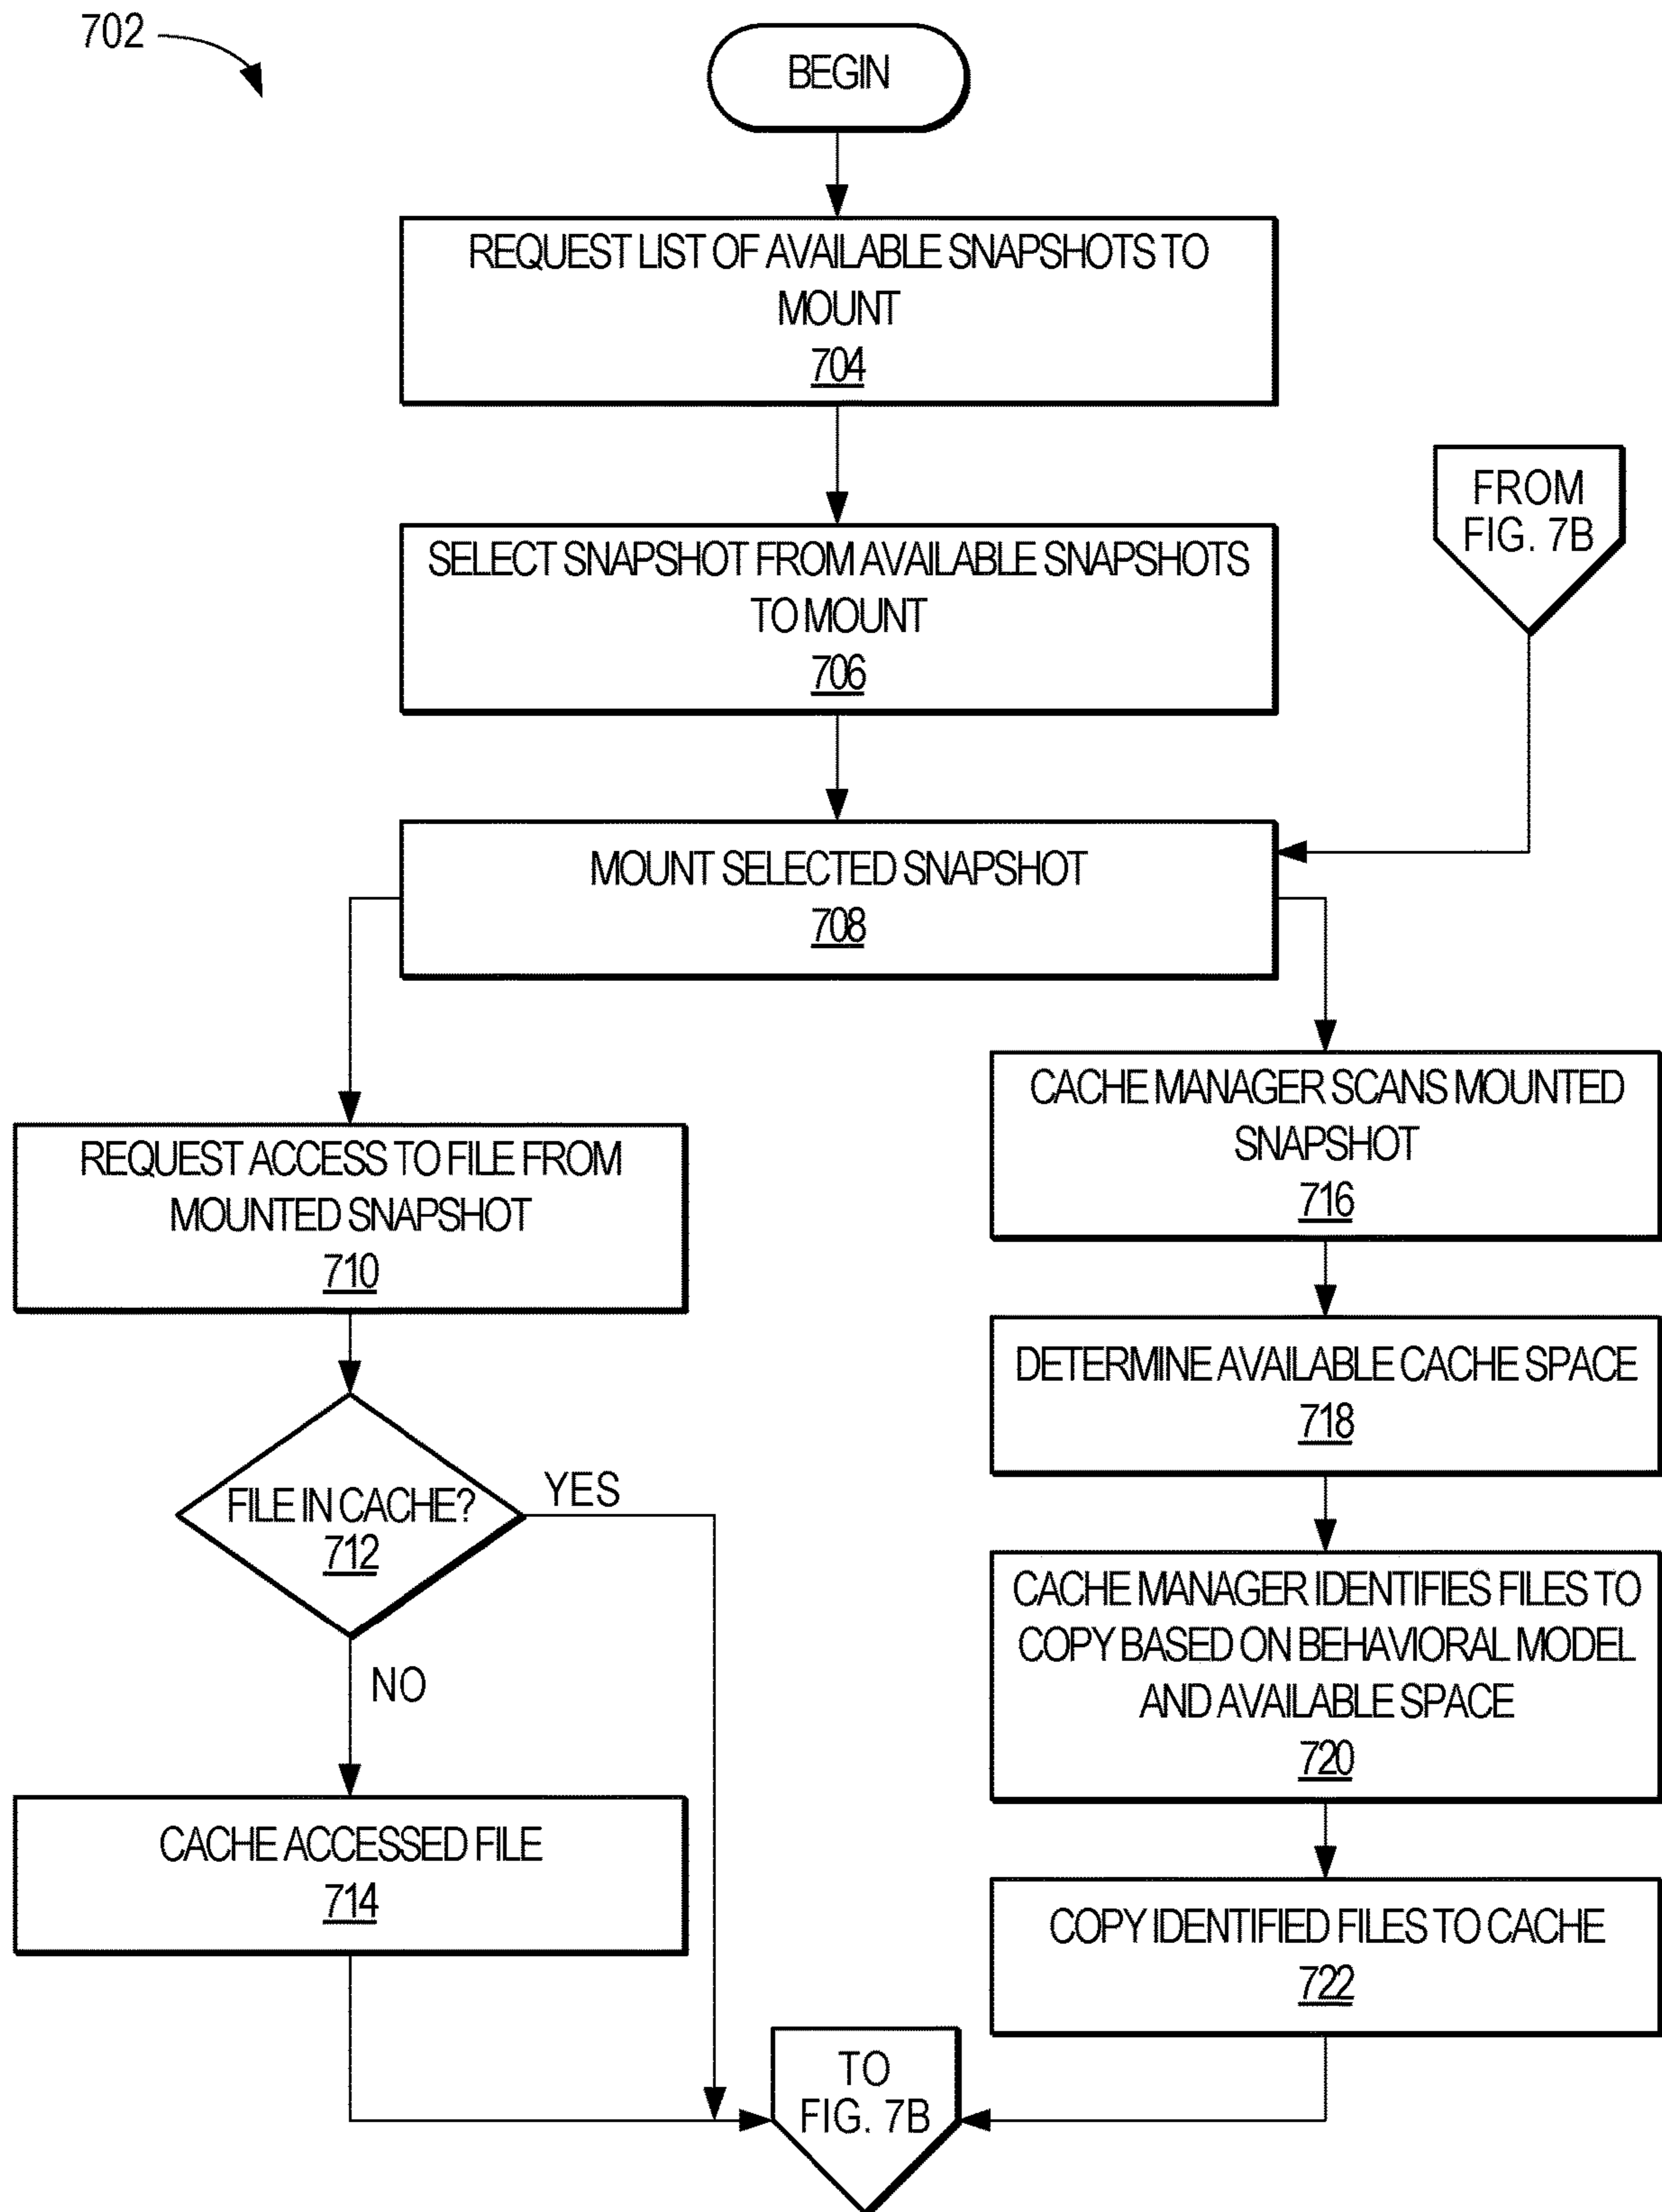 702
BEGIN
REQUEST LIST OF AVAILABLE SNAPSHOTS TO
MOUNT
704
SELECT SNAPSHOT FROM AVAILABLE SNAPSHOTS
TO MOUNT
706
FROM
FIG. 7B
MOUNT SELECTED SNAPSHOT
708
REQUEST ACCESS TO FILE FROM
MOUNTED SNAPSHOT
710
FILE IN CACHE?
712
YES
NO
CACHE ACCESSED FILE
714
CACHE MANAGER SCANS MOUNTED
SNAPSHOT
716
DETERMINE AVAILABLE CACHE SPACE
718
CACHE MANAGER IDENTIFIES FILES TO
COPY BASED ON BEHAVIORAL MODEL
AND AVAILABLE SPACE
720
COPY IDENTIFIED FILES TO CACHE
722
TO
FIG. 7B